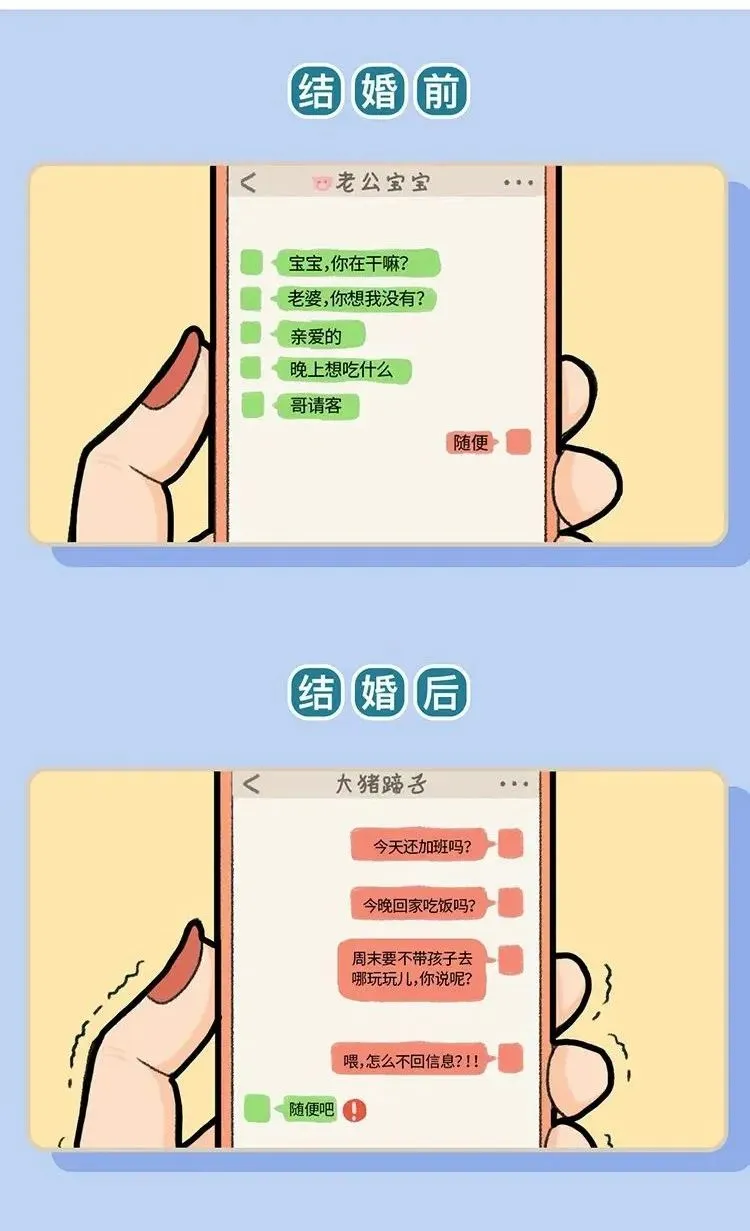 结婚前
老公宝宝
宝宝,你在干嘛?
老婆,你想我没有?
亲爱的
晚上想吃什么
哥请客
随便
结婚后
大猪蹄子
今天还加班吗?
今晚回家吃饭吗?
周末要不带孩子去
哪玩玩儿,你说呢?
喂,怎么不回信息?!!
随便吧